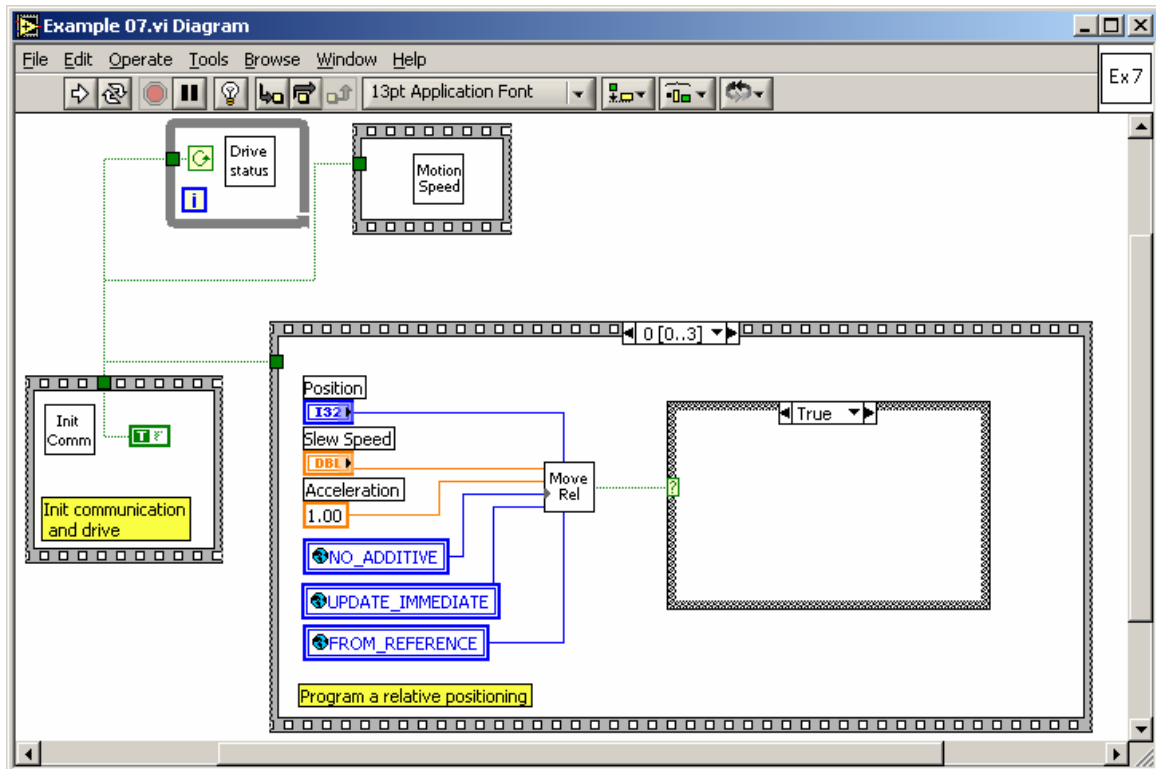 Example 07.vi Diagram
File Edit Operate Tools Browse Window Help
Ex 7
13pt Application Font
Drive
status
i
Motion
Speed
0 [0..3]
Init
Comm
T F
Init communication
and drive
Position
I32
Slew Speed
DBL
Acceleration
1.00
NO_ADDITIVE
UPDATE_IMMEDIATE
FROM_REFERENCE
Move
Rel
?
True
Program a relative positioning